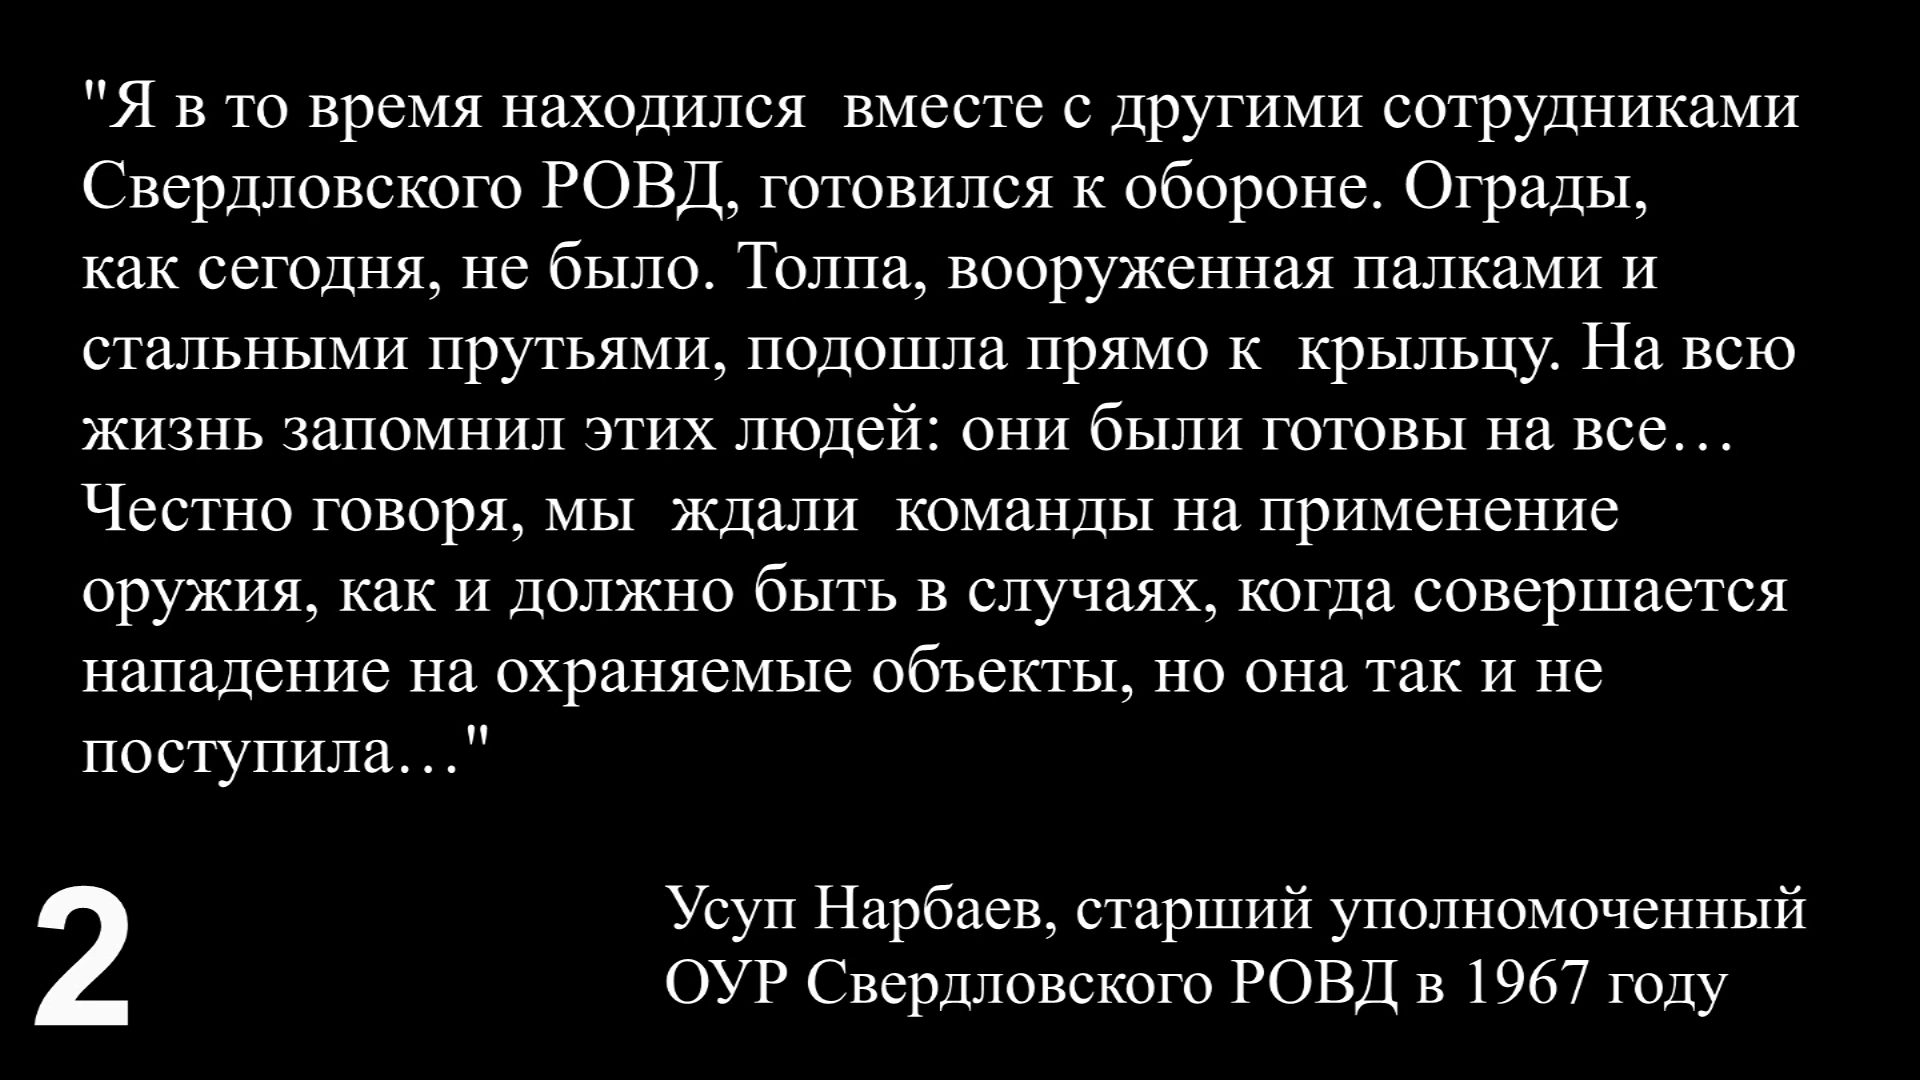 "Я в то время находился  вместе с другими сотрудниками
Свердловского РОВД, готовился к обороне. Ограды,
как сегодня, не было. Толпа, вооруженная палками и
стальными прутьями, подошла прямо к  крыльцу. На всю
жизнь запомнил этих людей: они были готовы на все…
Честно говоря, мы  ждали  команды на применение
оружия, как и должно быть в случаях, когда совершается
нападение на охраняемые объекты, но она так и не
поступила…"
Усуп Нарбаев, старший уполномоченный
ОУР Свердловского РОВД в 1967 году
2